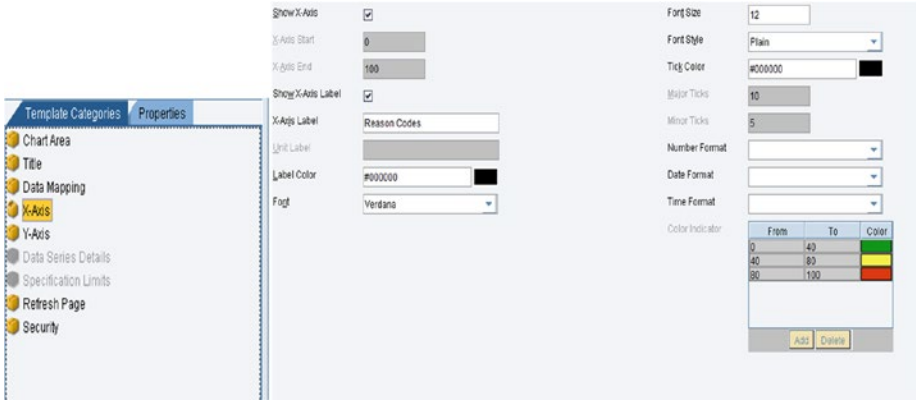 Template Categories
Properties
Chart Area
Title
Data Mapping
X-Axis
Y-Axis
Data Series Details
Specification Limits
Refresh Page
Security
Show X-Axis
X-Axis Start
0
X-Axis End
100
Show X-Axis Label
X-Axis Label
Reason Codes
Unit Label
Label Color
#000000
Font
Verdana
Font Size
12
Font Style
Plain
Tick Color
#000000
Major Ticks
10
Minor Ticks
5
Number Format
Date Format
Time Format
Color Indicator
From To Color
0 40
40 80
80 100
Add Delete